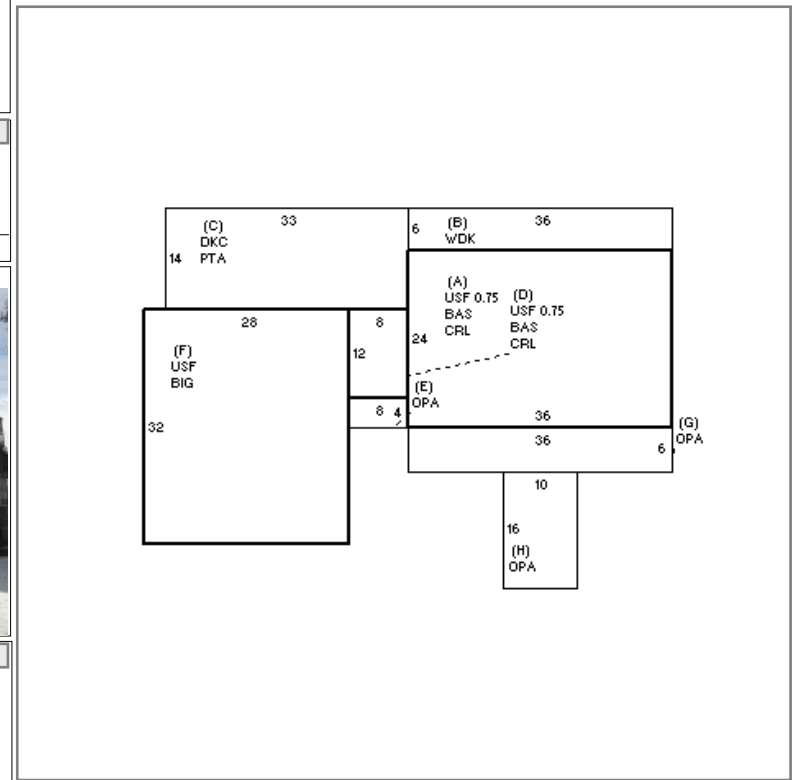 (C)
DKC
PTA
33
14
(B)
WDK
6
36
(A)
USF 0.75
BAS
CRL
(D)
USF 0.75
BAS
CRL
24
36
28
(F)
USF
BIG
32
8
12
(E)
OPA
8
4
36
(G)
OPA
6
10
16
(H)
OPA